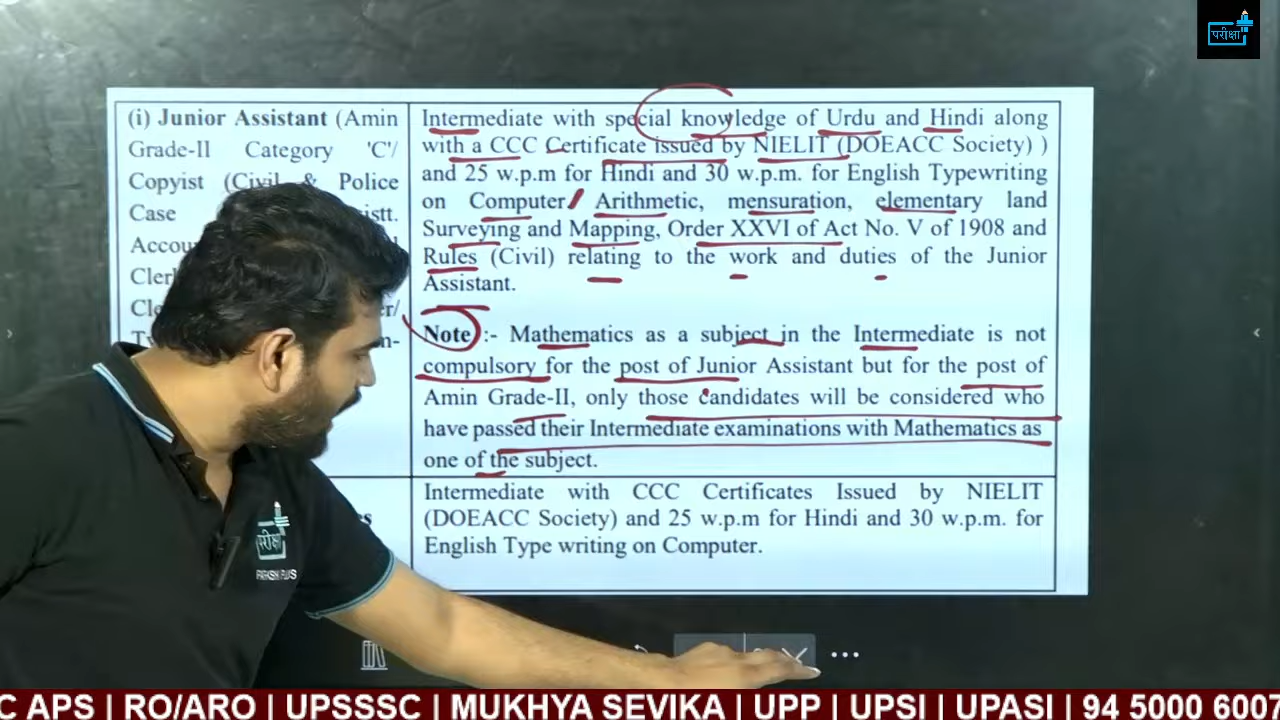 परीक्षा
(i) Junior Assistant (Amin
Grade-II Category 'C'/
Copyist (Civil & Police
Case istt.
Accou
Cler
Cle er/
Ty m-
Intermediate with special knowledge of Urdu and Hindi along
with a CCC Certificate issued by NIELIT (DOEACC Society) )
and 25 w.p.m for Hindi and 30 w.p.m. for English Typewriting
on Computer/ Arithmetic, mensuration, elementary land
Surveying and Mapping, Order XXVI of Act No. V of 1908 and
Rules (Civil) relating to the work and duties of the Junior
Assistant.
Note :- Mathematics as a subject in the Intermediate is not
compulsory for the post of Junior Assistant but for the post of
Amin Grade-II, only those candidates will be considered who
have passed their Intermediate examinations with Mathematics as
one of the subject.
Intermediate with CCC Certificates Issued by NIELIT
(DOEACC Society) and 25 w.p.m for Hindi and 30 w.p.m. for
English Type writing on Computer.
परीक्षा
C APS | RO/ARO | UPSSSC | MUKHYA SEVIKA | UPP | UPSI | UPASI | 94 5000 6007